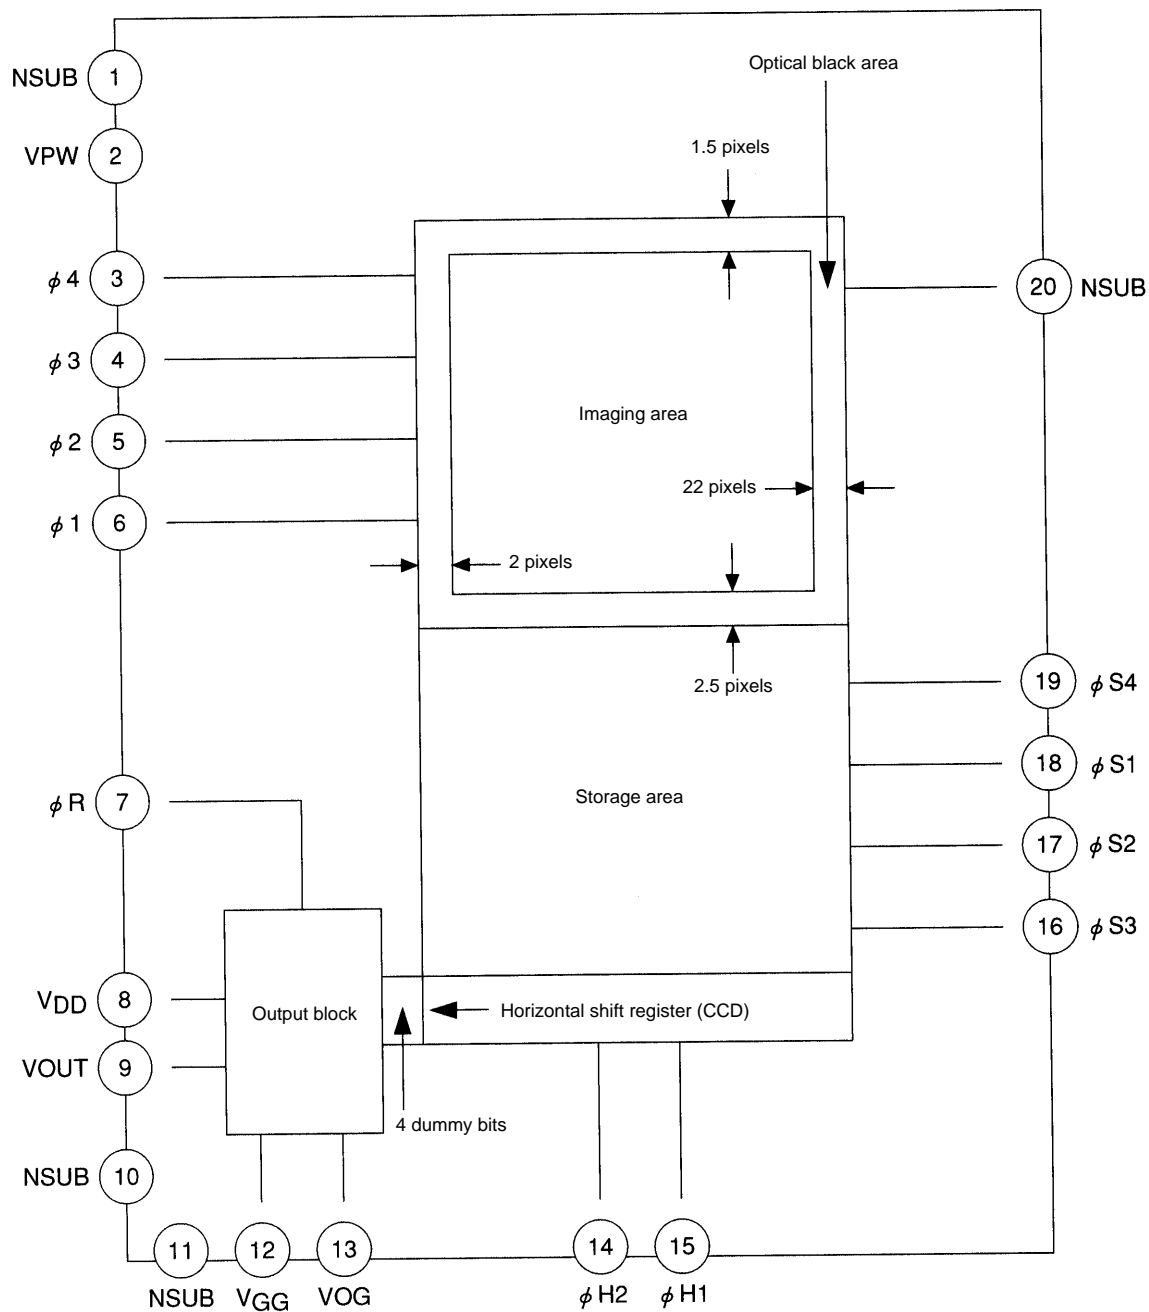 Optical black area
NSUB 1
VPW 2
1.5 pixels
ϕ4 3
20 NSUB
ϕ3 4
Imaging area
ϕ2 5
22 pixels
ϕ1 6
2 pixels
2.5 pixels
19 ϕS4
18 ϕS1
ϕR 7
Storage area
17 ϕS2
16 ϕS3
VDD 8
Output block
Horizontal shift register (CCD)
VOUT 9
4 dummy bits
NSUB 10
11 12 13 14 15
NSUB VGG VOG ϕH2 ϕH1